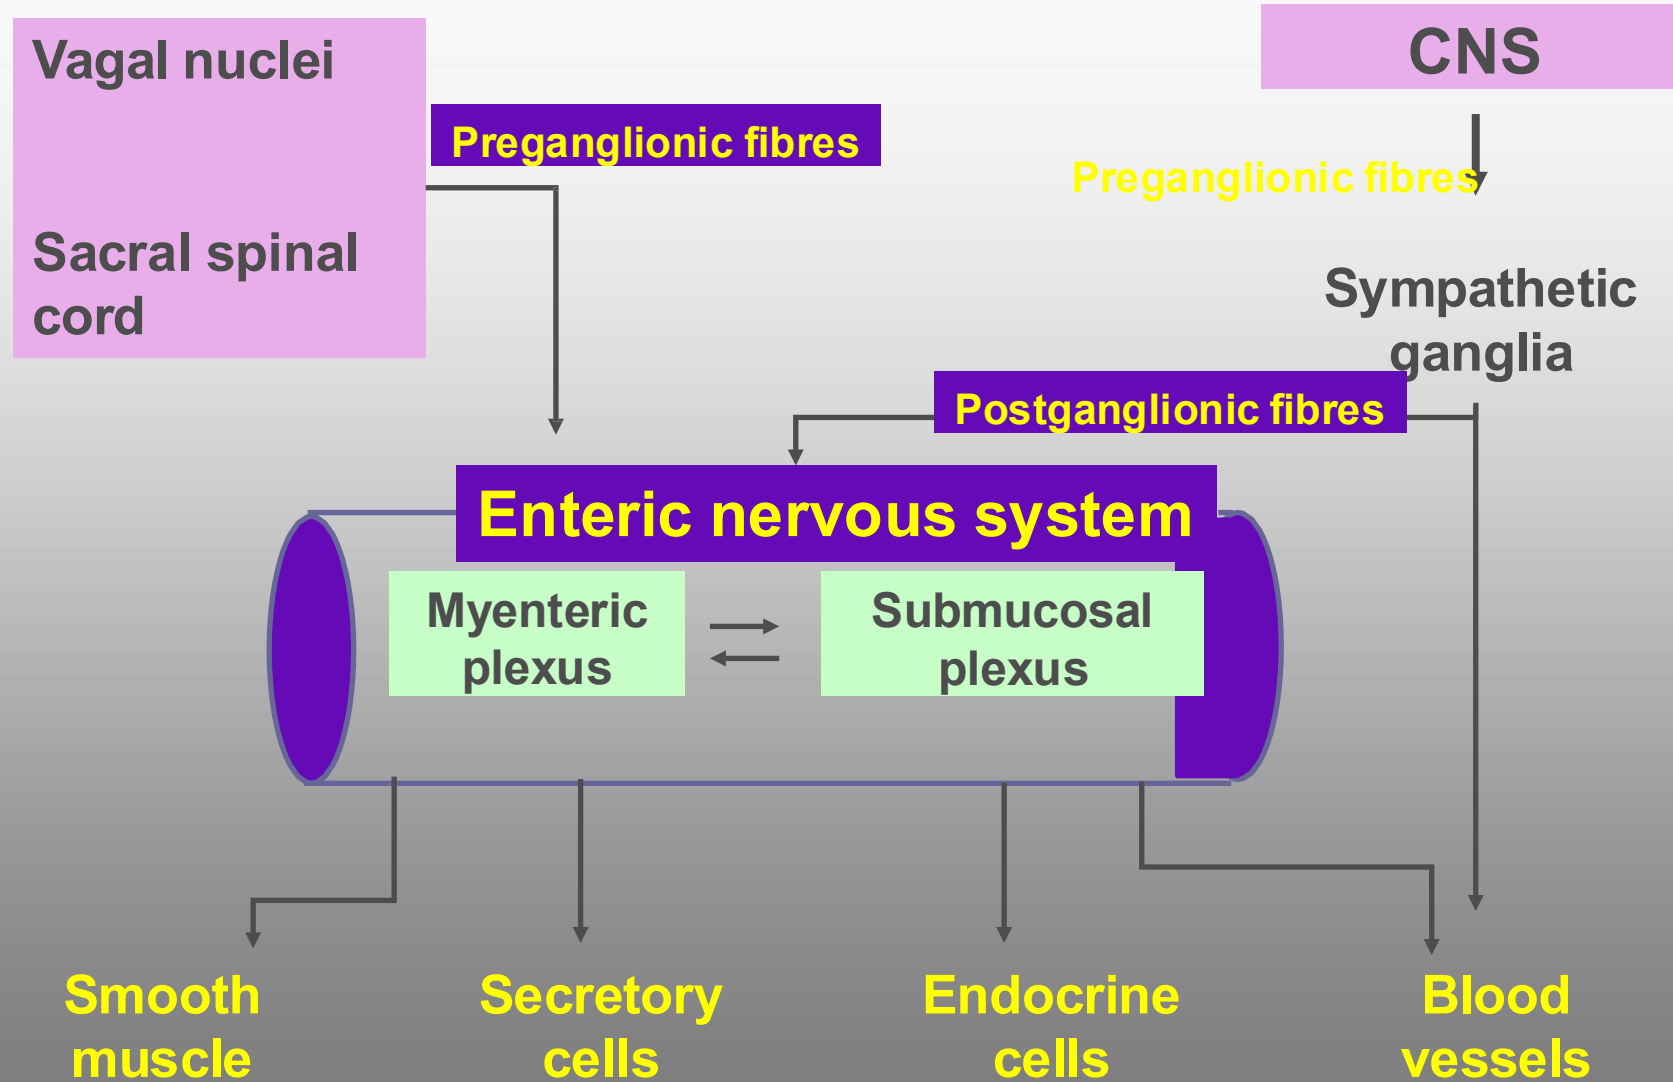 Vagal nuclei
Sacral spinal
cord
Preganglionic fibres
CNS
Preganglionic fibres
Sympathetic
ganglia
Postganglionic fibres
Enteric nervous system
Myenteric
plexus
Submucosal
plexus
Smooth
muscle
Secretory
cells
Endocrine
cells
Blood
vessels